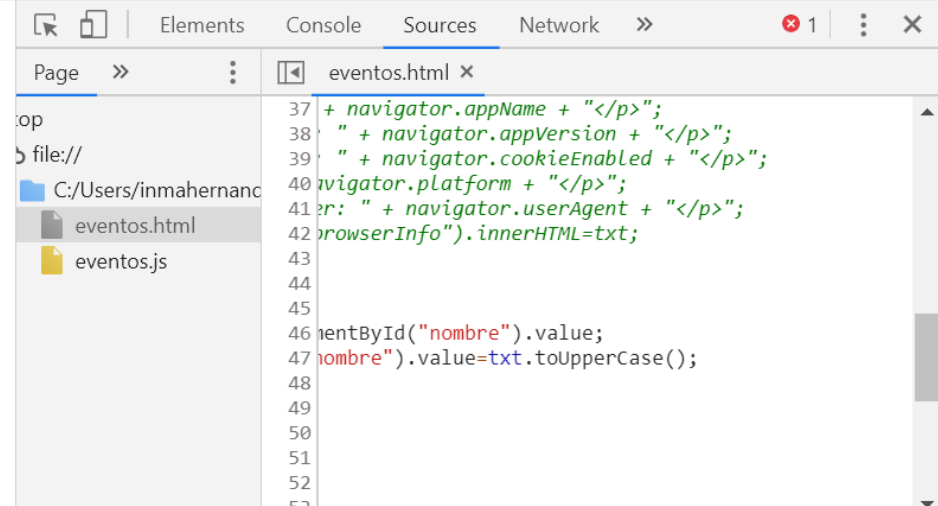 Elements Console Sources Network » 1
Page » eventos.html ×
top
file://
C:/Users/inmahernanc
eventos.html
eventos.js
37 + navigator.appName + "</p>";
38 : " + navigator.appVersion + "</p>";
39 : " + navigator.cookieEnabled + "</p>";
40 avigator.platform + "</p>";
41 er: " + navigator.userAgent + "</p>";
42 browserInfo").innerHTML=txt;
43
44
45
46 mentById("nombre").value;
47 nombre").value=txt.toUpperCase();
48
49
50
51
52
53